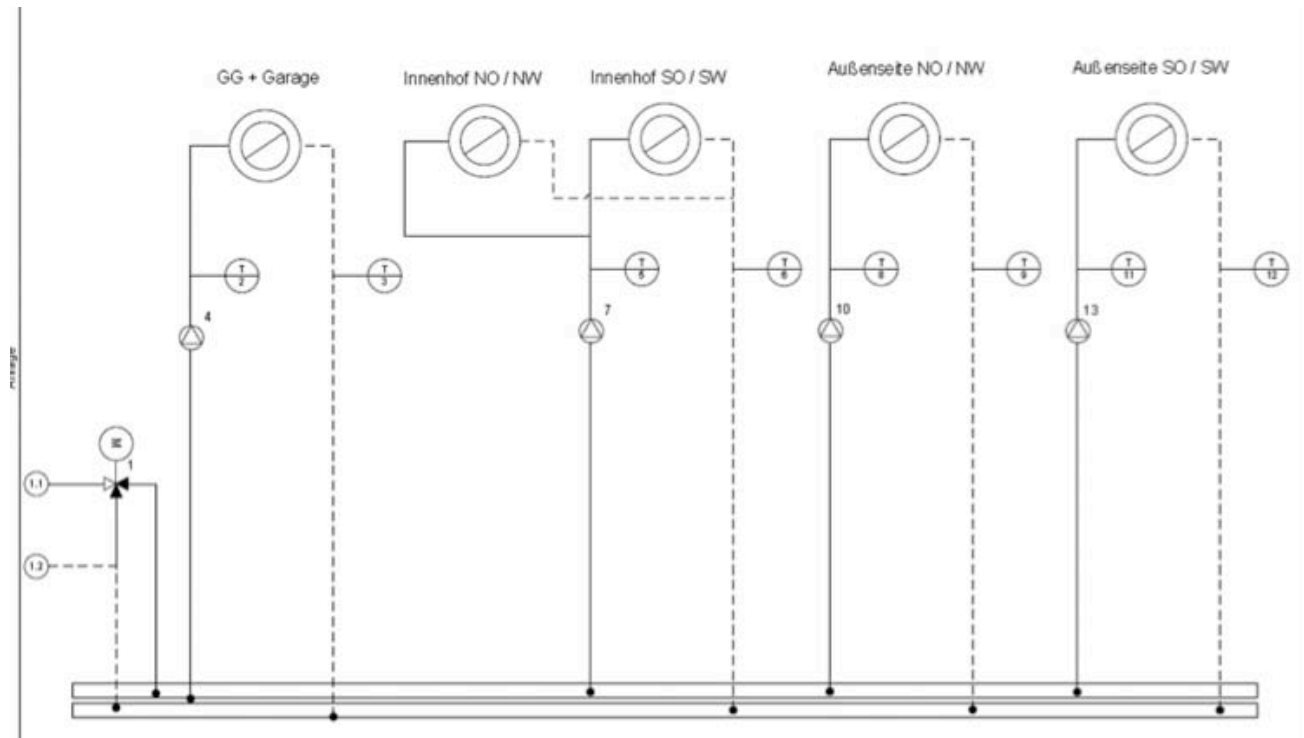 GG + Garage
Innenhof NO / NW
Innenhof SO / SW
Außenseite NO / NW
Außenseite SO / SW
T
2
T
3
T
5
T
6
T
8
T
9
T
11
T
12
4
7
10
13
Anlage
M
1
1.1
1.2